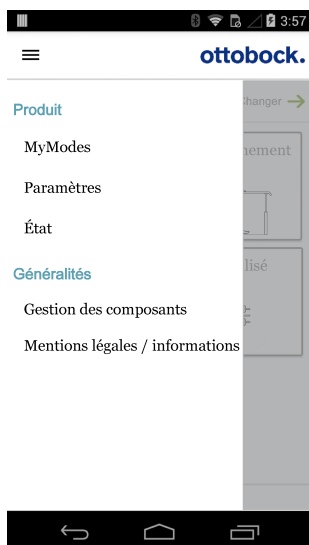 3:57
ottobock.
Produit
Changer
MyModes
nement
Paramètres
État
lisé
Généralités
Gestion des composants
Mentions légales / informations